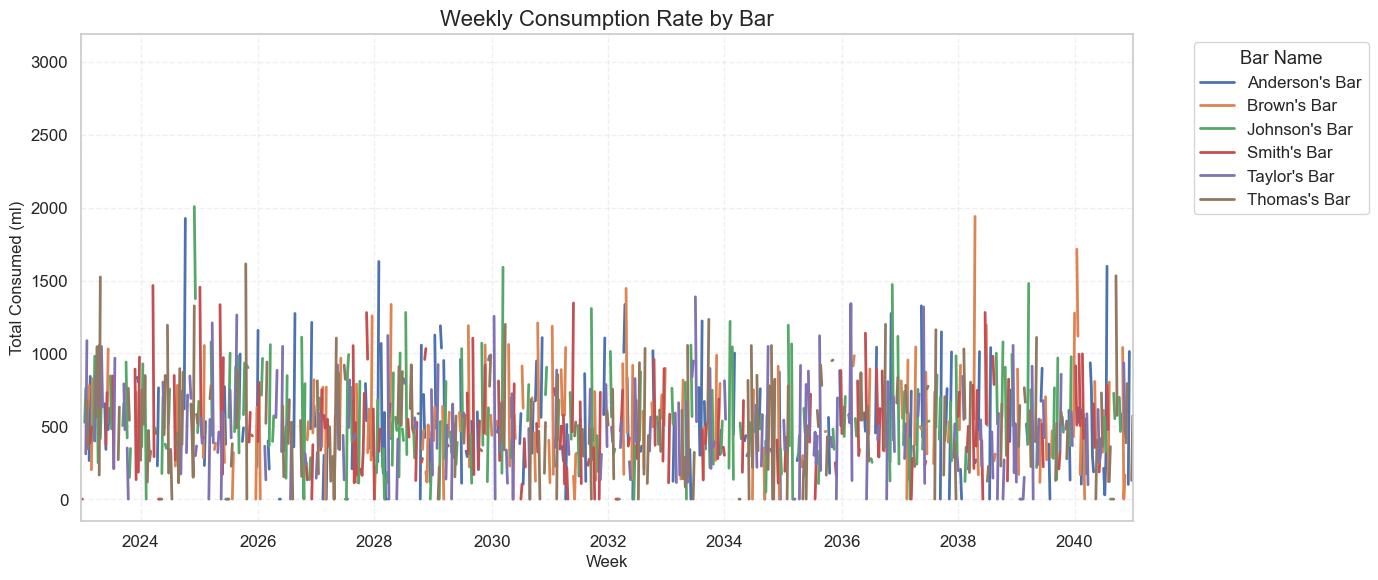 Weekly Consumption Rate by Bar
Total Consumed (ml)
3000
2500
2000
1500
1000
500
0
2024 2026 2028 2030 2032 2034 2036 2038 2040
Week
Bar Name
Anderson's Bar
Brown's Bar
Johnson's Bar
Smith's Bar
Taylor's Bar
Thomas's Bar